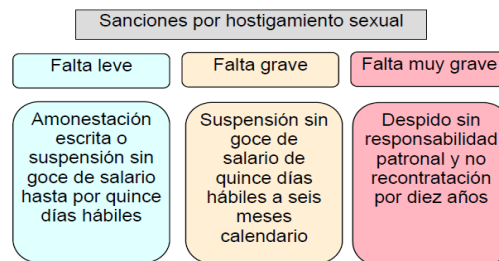 Sanciones por hostigamiento sexual
Falta leve
Falta grave
Falta muy grave
Amonestación
escrita o
suspensión sin
goce de salario
hasta por quince
días hábiles
Suspensión sin
goce de
salario de
quince días
hábiles a seis
meses
calendario
Despido sin
responsabilidad
patronal y no
recontratación
por diez años